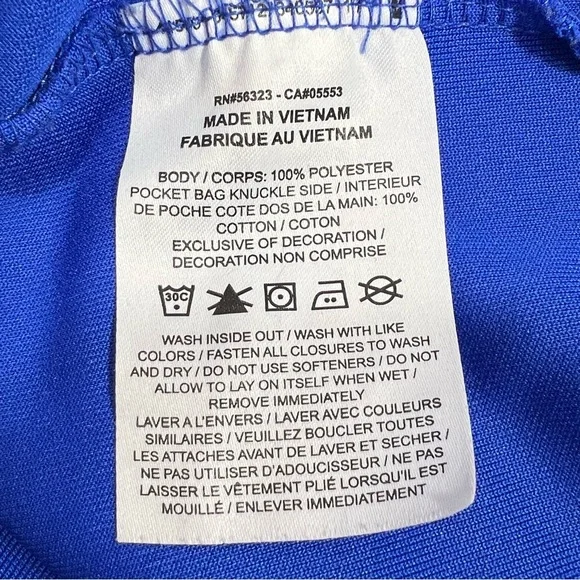 RN#56323 - CA#05553
MADE IN VIETNAM
FABRIQUE AU VIETNAM
BODY / CORPS: 100% POLYESTER
POCKET BAG KNUCKLE SIDE / INTERIEUR
DE POCHE COTE DOS DE LA MAIN: 100%
COTTON / COTON
EXCLUSIVE OF DECORATION /
DECORATION NON COMPRISE
30C
WASH INSIDE OUT / WASH WITH LIKE
COLORS / FASTEN ALL CLOSURES TO WASH
AND DRY / DO NOT USE SOFTENERS / DO NOT
ALLOW TO LAY ON ITSELF WHEN WET /
REMOVE IMMEDIATELY
LAVER A L'ENVERS / LAVER AVEC COULEURS
SIMILAIRES / VEUILLEZ BOUCLER TOUTES
LES ATTACHES AVANT DE LAVER ET SECHER /
NE PAS UTILISER D'ADOUCISSEUR / NE PAS
LAISSER LE VÊTEMENT PLIÉ LORSQU'IL EST
MOUILLÉ / ENLEVER IMMEDIATEMENT